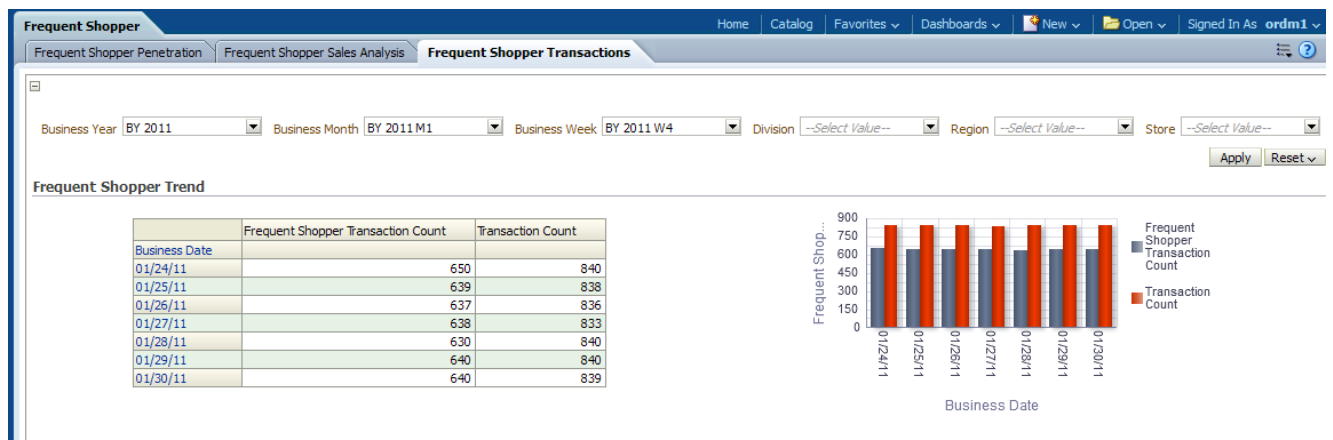 Frequent Shopper Home Catalog Favorites Dashboards New Open Signed In As ordm1
Frequent Shopper Penetration Frequent Shopper Sales Analysis Frequent Shopper Transactions
Business Year BY 2011 Business Month BY 2011 M1 Business Week BY 2011 W4 Division --Select Value-- Region --Select Value-- Store --Select Value--
Apply Reset
Frequent Shopper Trend
Frequent Shopper Transaction Count Transaction Count
Business Date
01/24/11 650 840
01/25/11 639 838
01/26/11 637 836
01/27/11 638 833
01/28/11 630 840
01/29/11 640 840
01/30/11 640 839
Frequent Shop...
900
750
600
450
300
150
0
01/24/11 01/25/11 01/26/11 01/27/11 01/28/11 01/29/11 01/30/11
Business Date
Frequent
Shopper
Transaction
Count
Transaction
Count